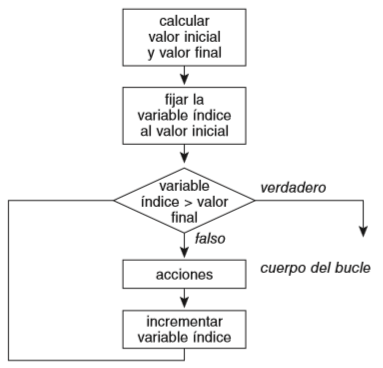 calcular
valor inicial
y valor final
fijar la
variable índice
al valor inicial
variable
índice > valor
final
verdadero
falso
acciones
cuerpo del bucle
incrementar
variable índice